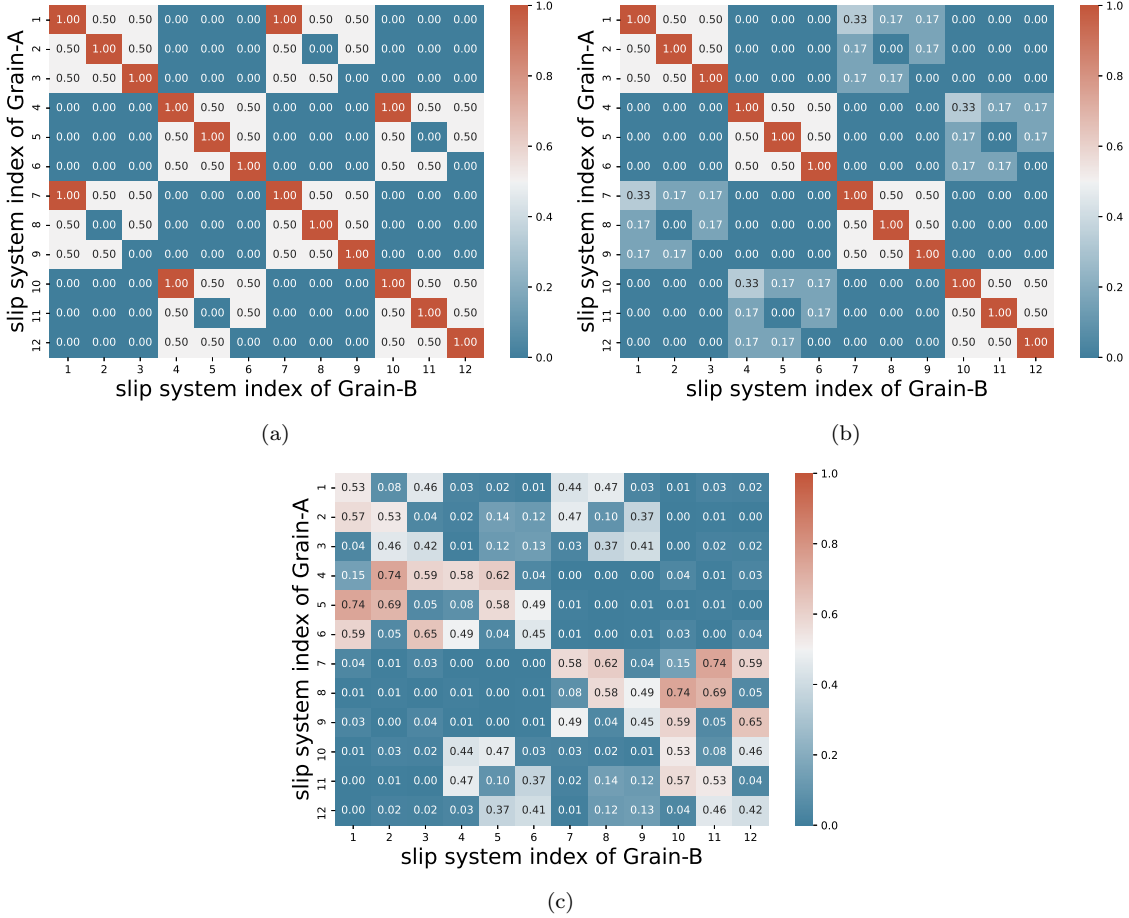 slip system index of Grain-A
1 1.00 0.50 0.50 0.00 0.00 0.00 1.00 0.50 0.50 0.00 0.00 0.00
2 0.50 1.00 0.50 0.00 0.00 0.00 0.50 0.00 0.50 0.00 0.00 0.00
3 0.50 0.50 1.00 0.00 0.00 0.00 0.50 0.50 0.00 0.00 0.00 0.00
4 0.00 0.00 0.00 1.00 0.50 0.50 0.00 0.00 0.00 1.00 0.50 0.50
5 0.00 0.00 0.00 0.50 1.00 0.50 0.00 0.00 0.00 0.50 0.00 0.50
6 0.00 0.00 0.00 0.50 0.50 1.00 0.00 0.00 0.00 0.50 0.50 0.00
7 1.00 0.50 0.50 0.00 0.00 0.00 1.00 0.50 0.50 0.00 0.00 0.00
8 0.50 0.00 0.50 0.00 0.00 0.00 0.50 1.00 0.50 0.00 0.00 0.00
9 0.50 0.50 0.00 0.00 0.00 0.00 0.50 0.50 1.00 0.00 0.00 0.00
10 0.00 0.00 0.00 1.00 0.50 0.50 0.00 0.00 0.00 1.00 0.50 0.50
11 0.00 0.00 0.00 0.50 0.00 0.50 0.00 0.00 0.00 0.50 1.00 0.50
12 0.00 0.00 0.00 0.50 0.50 0.00 0.00 0.00 0.00 0.50 0.50 1.00
1 2 3 4 5 6 7 8 9 10 11 12
slip system index of Grain-B
1.0
0.8
0.6
0.4
0.2
0.0
(a)
slip system index of Grain-A
1 1.00 0.50 0.50 0.00 0.00 0.00 0.33 0.17 0.17 0.00 0.00 0.00
2 0.50 1.00 0.50 0.00 0.00 0.00 0.17 0.00 0.17 0.00 0.00 0.00
3 0.50 0.50 1.00 0.00 0.00 0.00 0.17 0.17 0.00 0.00 0.00 0.00
4 0.00 0.00 0.00 1.00 0.50 0.50 0.00 0.00 0.00 0.33 0.17 0.17
5 0.00 0.00 0.00 0.50 1.00 0.50 0.00 0.00 0.00 0.17 0.00 0.17
6 0.00 0.00 0.00 0.50 0.50 1.00 0.00 0.00 0.00 0.17 0.17 0.00
7 0.33 0.17 0.17 0.00 0.00 0.00 1.00 0.50 0.50 0.00 0.00 0.00
8 0.17 0.00 0.17 0.00 0.00 0.00 0.50 1.00 0.50 0.00 0.00 0.00
9 0.17 0.17 0.00 0.00 0.00 0.00 0.50 0.50 1.00 0.00 0.00 0.00
10 0.00 0.00 0.00 0.33 0.17 0.17 0.00 0.00 0.00 1.00 0.50 0.50
11 0.00 0.00 0.00 0.17 0.00 0.17 0.00 0.00 0.00 0.50 1.00 0.50
12 0.00 0.00 0.00 0.17 0.17 0.00 0.00 0.00 0.00 0.50 0.50 1.00
1 2 3 4 5 6 7 8 9 10 11 12
slip system index of Grain-B
1.0
0.8
0.6
0.4
0.2
0.0
(b)
slip system index of Grain-A
1 0.53 0.08 0.46 0.03 0.02 0.01 0.44 0.47 0.03 0.01 0.03 0.02
2 0.57 0.53 0.04 0.02 0.14 0.12 0.47 0.10 0.37 0.00 0.01 0.00
3 0.04 0.46 0.42 0.01 0.12 0.13 0.03 0.37 0.41 0.00 0.02 0.02
4 0.15 0.74 0.59 0.58 0.62 0.04 0.00 0.00 0.00 0.04 0.01 0.03
5 0.74 0.69 0.05 0.08 0.58 0.49 0.01 0.00 0.01 0.01 0.01 0.00
6 0.59 0.05 0.65 0.49 0.04 0.45 0.01 0.00 0.01 0.03 0.00 0.04
7 0.04 0.01 0.03 0.00 0.00 0.00 0.58 0.62 0.04 0.15 0.74 0.59
8 0.01 0.01 0.00 0.01 0.00 0.01 0.08 0.58 0.49 0.74 0.69 0.05
9 0.03 0.00 0.04 0.01 0.00 0.01 0.49 0.04 0.45 0.59 0.05 0.65
10 0.01 0.03 0.02 0.44 0.47 0.03 0.03 0.02 0.01 0.53 0.08 0.46
11 0.00 0.01 0.00 0.47 0.10 0.37 0.02 0.14 0.12 0.57 0.53 0.04
12 0.00 0.02 0.02 0.03 0.37 0.41 0.01 0.12 0.13 0.04 0.46 0.42
1 2 3 4 5 6 7 8 9 10 11 12
slip system index of Grain-B
1.0
0.8
0.6
0.4
0.2
0.0
(c)